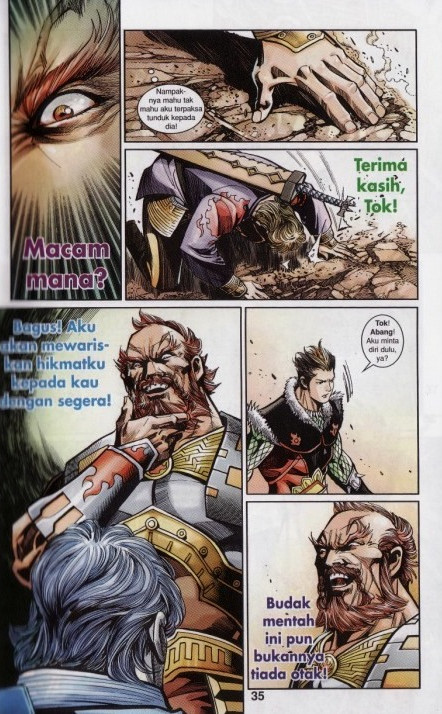 Macam
mana?
Nampak-
nya mahu tak
mahu aku terpaksa
tunduk kepada
dia!
Terima
kasih,
Tok!
Bagus! Aku
akan mewaris-
kan hikmatku
kepada kau
dengan segera!
Tok!
Abang!
Aku minta
diri dulu,
ya?
Budak
mentah
ini pun
bukannya
tiada otak!
35